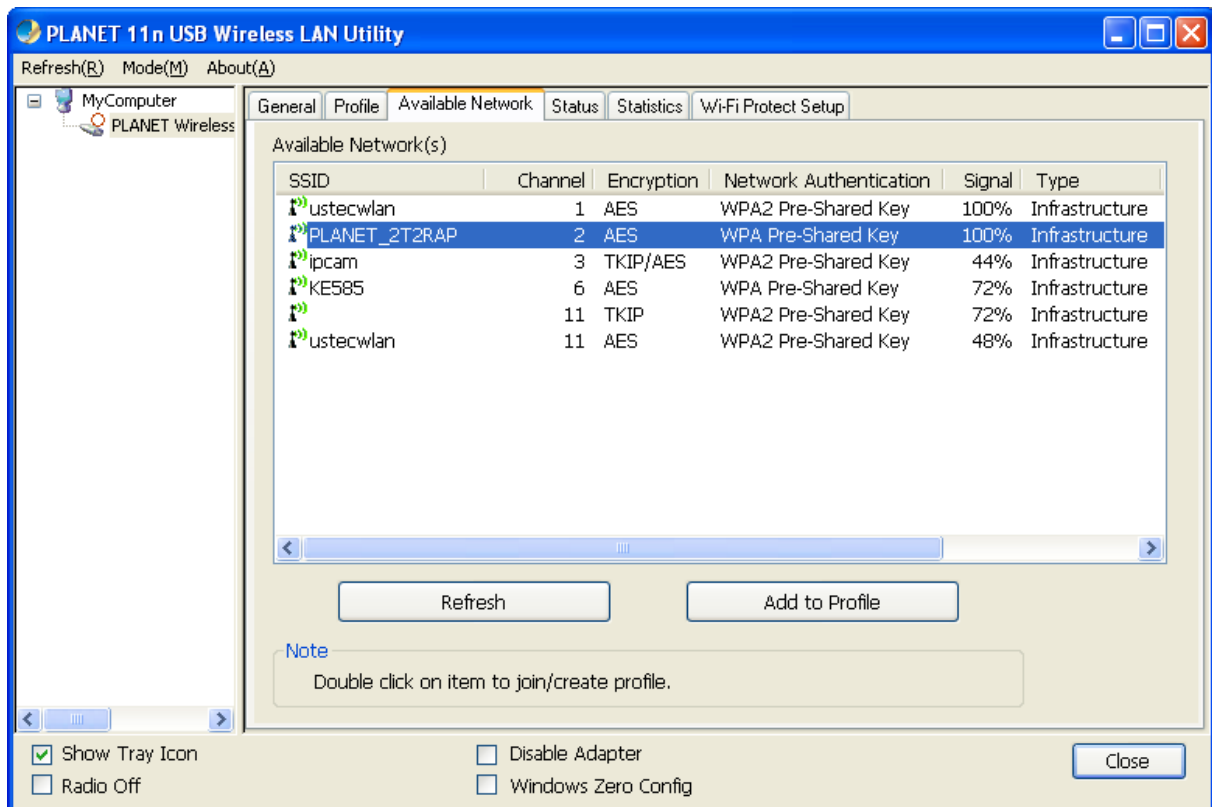 PLANET 11n USB Wireless LAN Utility
Refresh(R) Mode(M) About(A)
MyComputer
PLANET Wireless
General Profile Available Network Status Statistics Wi-Fi Protect Setup
Available Network(s)
SSID Channel Encryption Network Authentication Signal Type
ustecwlan 1 AES WPA2 Pre-Shared Key 100% Infrastructure
PLANET_2T2RAP 2 AES WPA Pre-Shared Key 100% Infrastructure
ipcam 3 TKIP/AES WPA2 Pre-Shared Key 44% Infrastructure
KE585 6 AES WPA Pre-Shared Key 72% Infrastructure
11 TKIP WPA2 Pre-Shared Key 72% Infrastructure
ustecwlan 11 AES WPA2 Pre-Shared Key 48% Infrastructure
Refresh Add to Profile
Note
Double click on item to join/create profile.
Show Tray Icon Disable Adapter Close
Radio Off Windows Zero Config